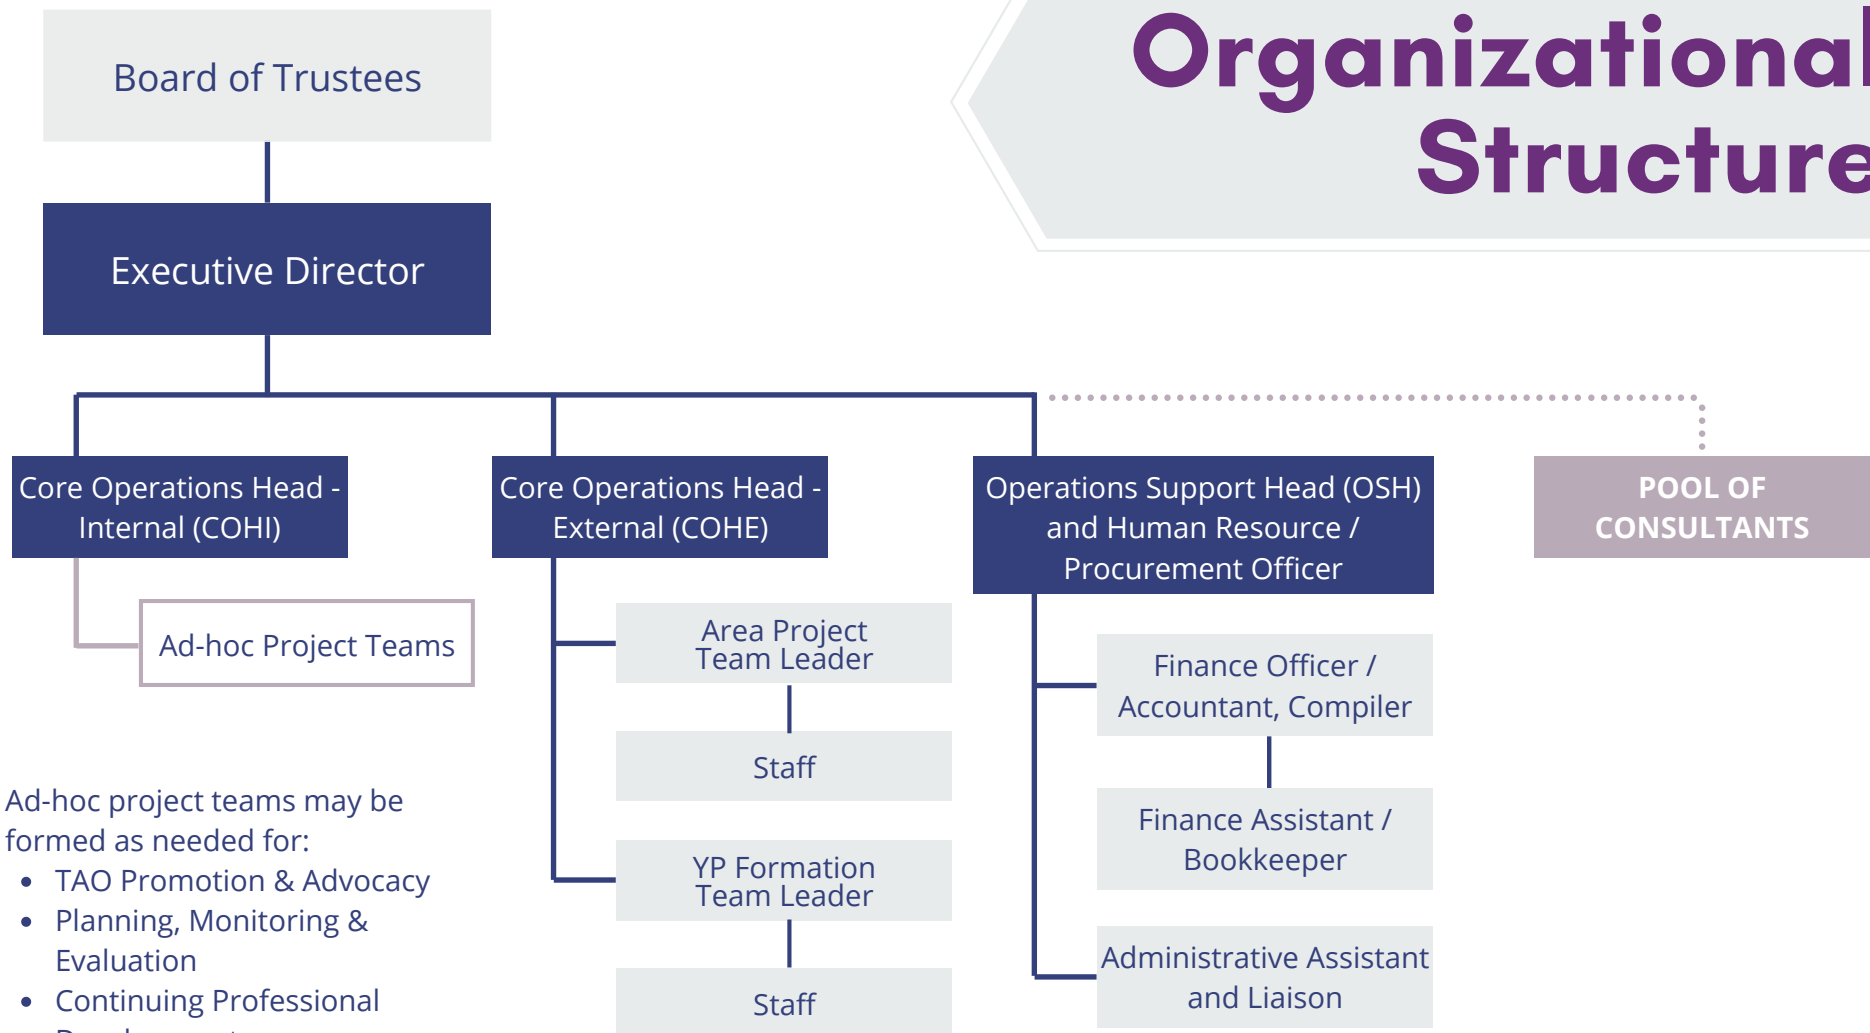 Organizational
Structure
Board of Trustees
Executive Director
Core Operations Head -
Internal (COHI)
Ad-hoc Project Teams
Ad-hoc project teams may be
formed as needed for:
• TAO Promotion & Advocacy
• Planning, Monitoring &
Evaluation
• Continuing Professional
Core Operations Head -
External (COHE)
Area Project
Team Leader
Staff
YP Formation
Team Leader
Staff
Operations Support Head (OSH)
and Human Resource /
Procurement Officer
Finance Officer /
Accountant, Compiler
Finance Assistant /
Bookkeeper
Administrative Assistant
and Liaison
POOL OF
CONSULTANTS